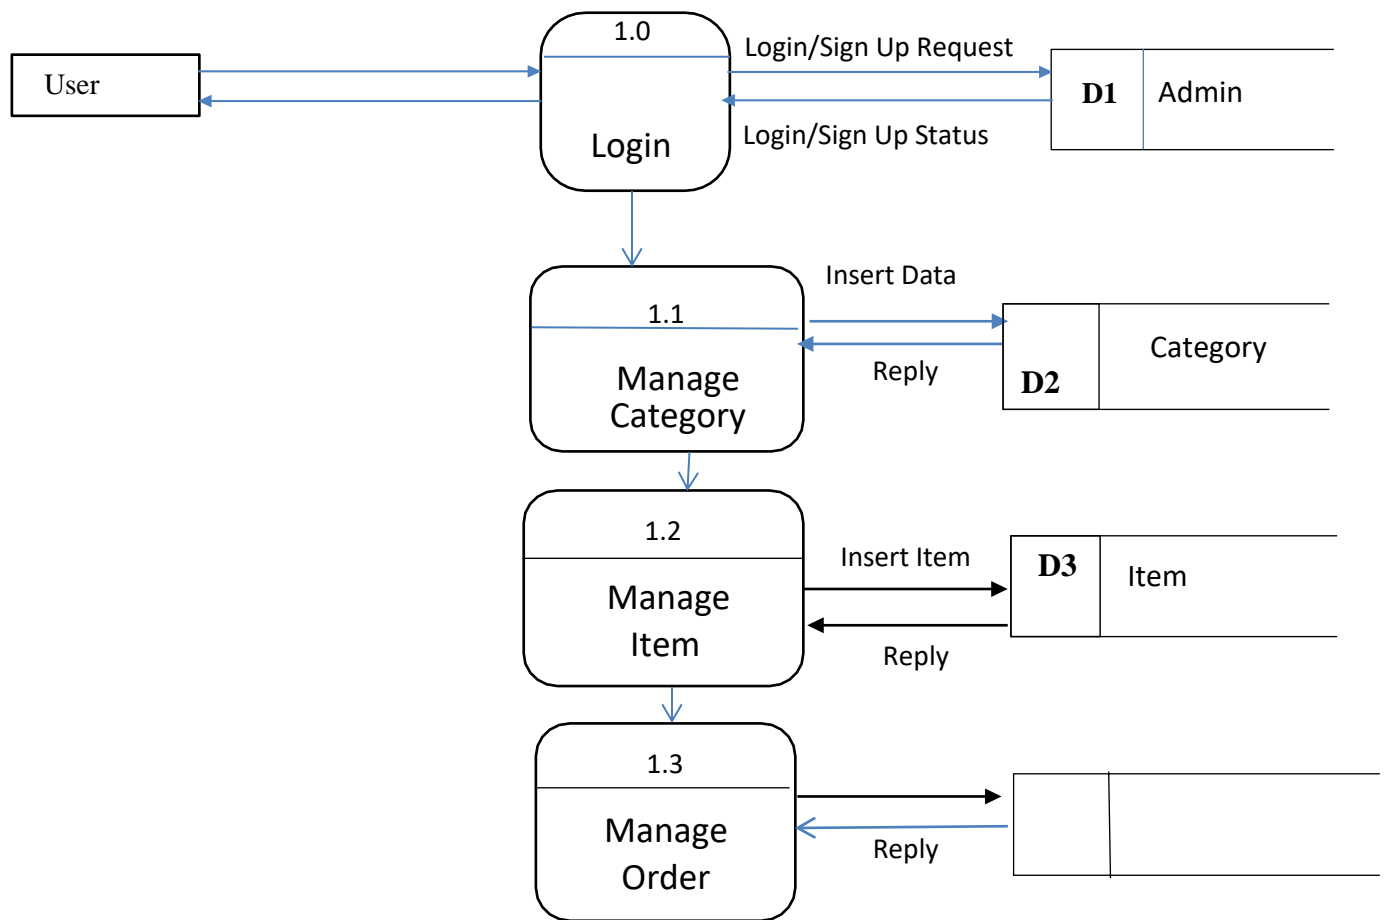 1.0
Login/Sign Up Request
User
D1
Admin
Login/Sign Up Status
Login
Insert Data
1.1
Category
Manage
Category
Reply
D2
1.2
Insert Item
D3
Item
Manage
Item
Reply
1.3
Manage
Order
Reply